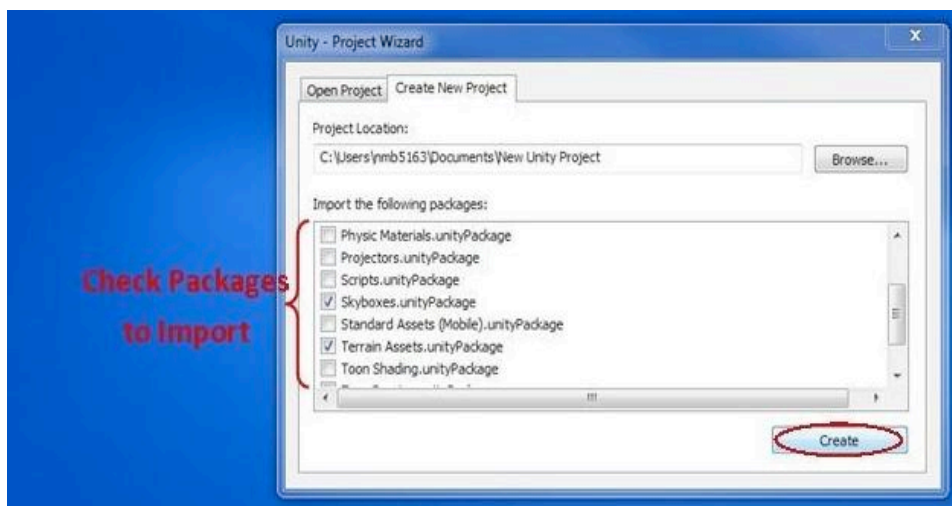 Unity - Project Wizard
Open Project
Create New Project
Project Location:
C:\Users\nmb5163\Documents\New Unity Project
Browse...
Import the following packages:
Physic Materials.unityPackage
Projectors.unityPackage
Scripts.unityPackage
Skyboxes.unityPackage
Standard Assets (Mobile).unityPackage
Terrain Assets.unityPackage
Toon Shading.unityPackage
Check Packages
to Import
Create